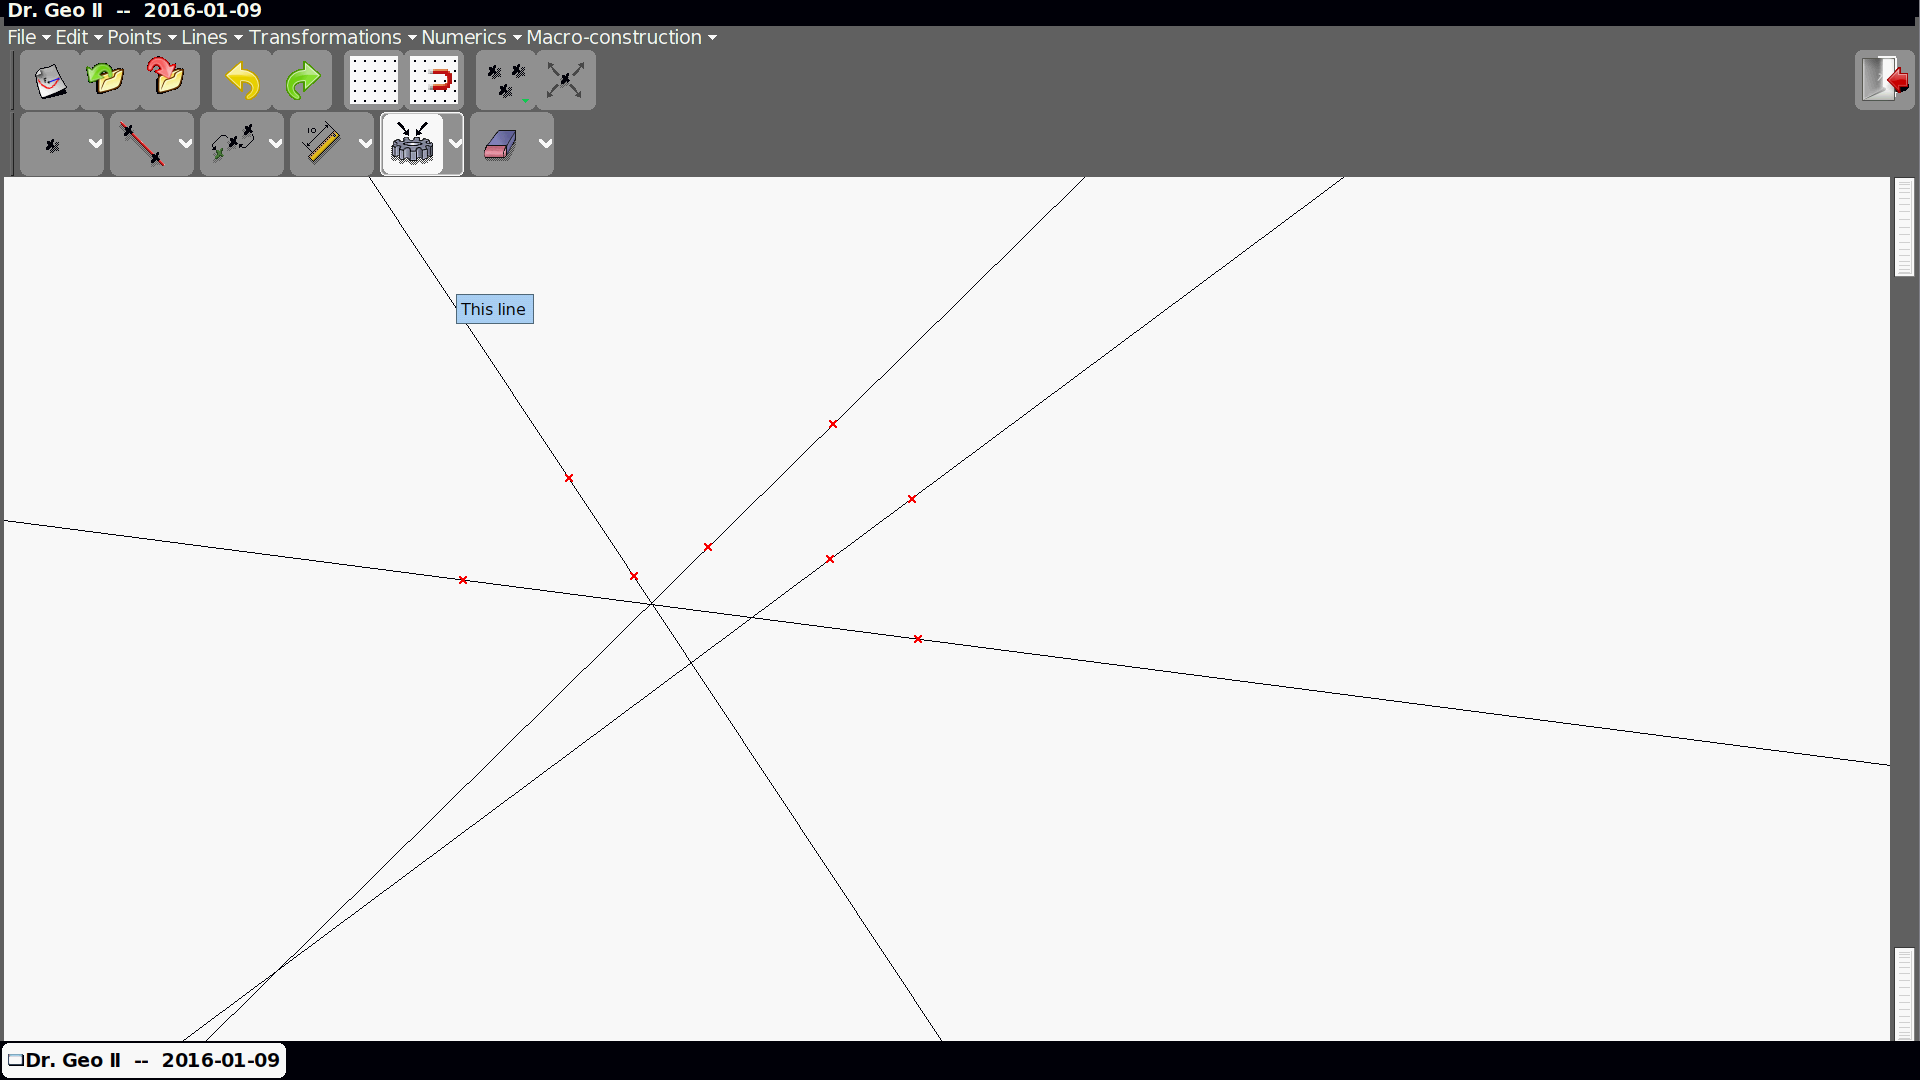 Dr. Geo II -- 2016-01-09
File Edit Points Lines Transformations Numerics Macro-construction
10
This line
Dr. Geo II -- 2016-01-09